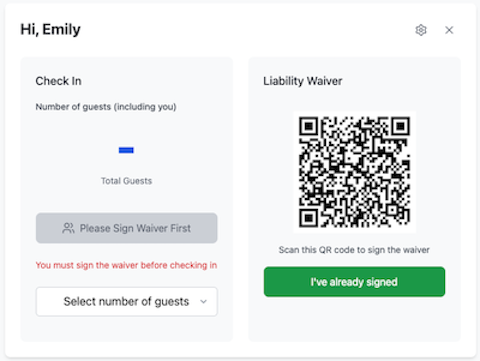 Hi, Emily
Check In
Number of guests (including you)
-
Total Guests
Please Sign Waiver First
You must sign the waiver before checking in
Select number of guests
Liability Waiver
Scan this QR code to sign the waiver
I've already signed